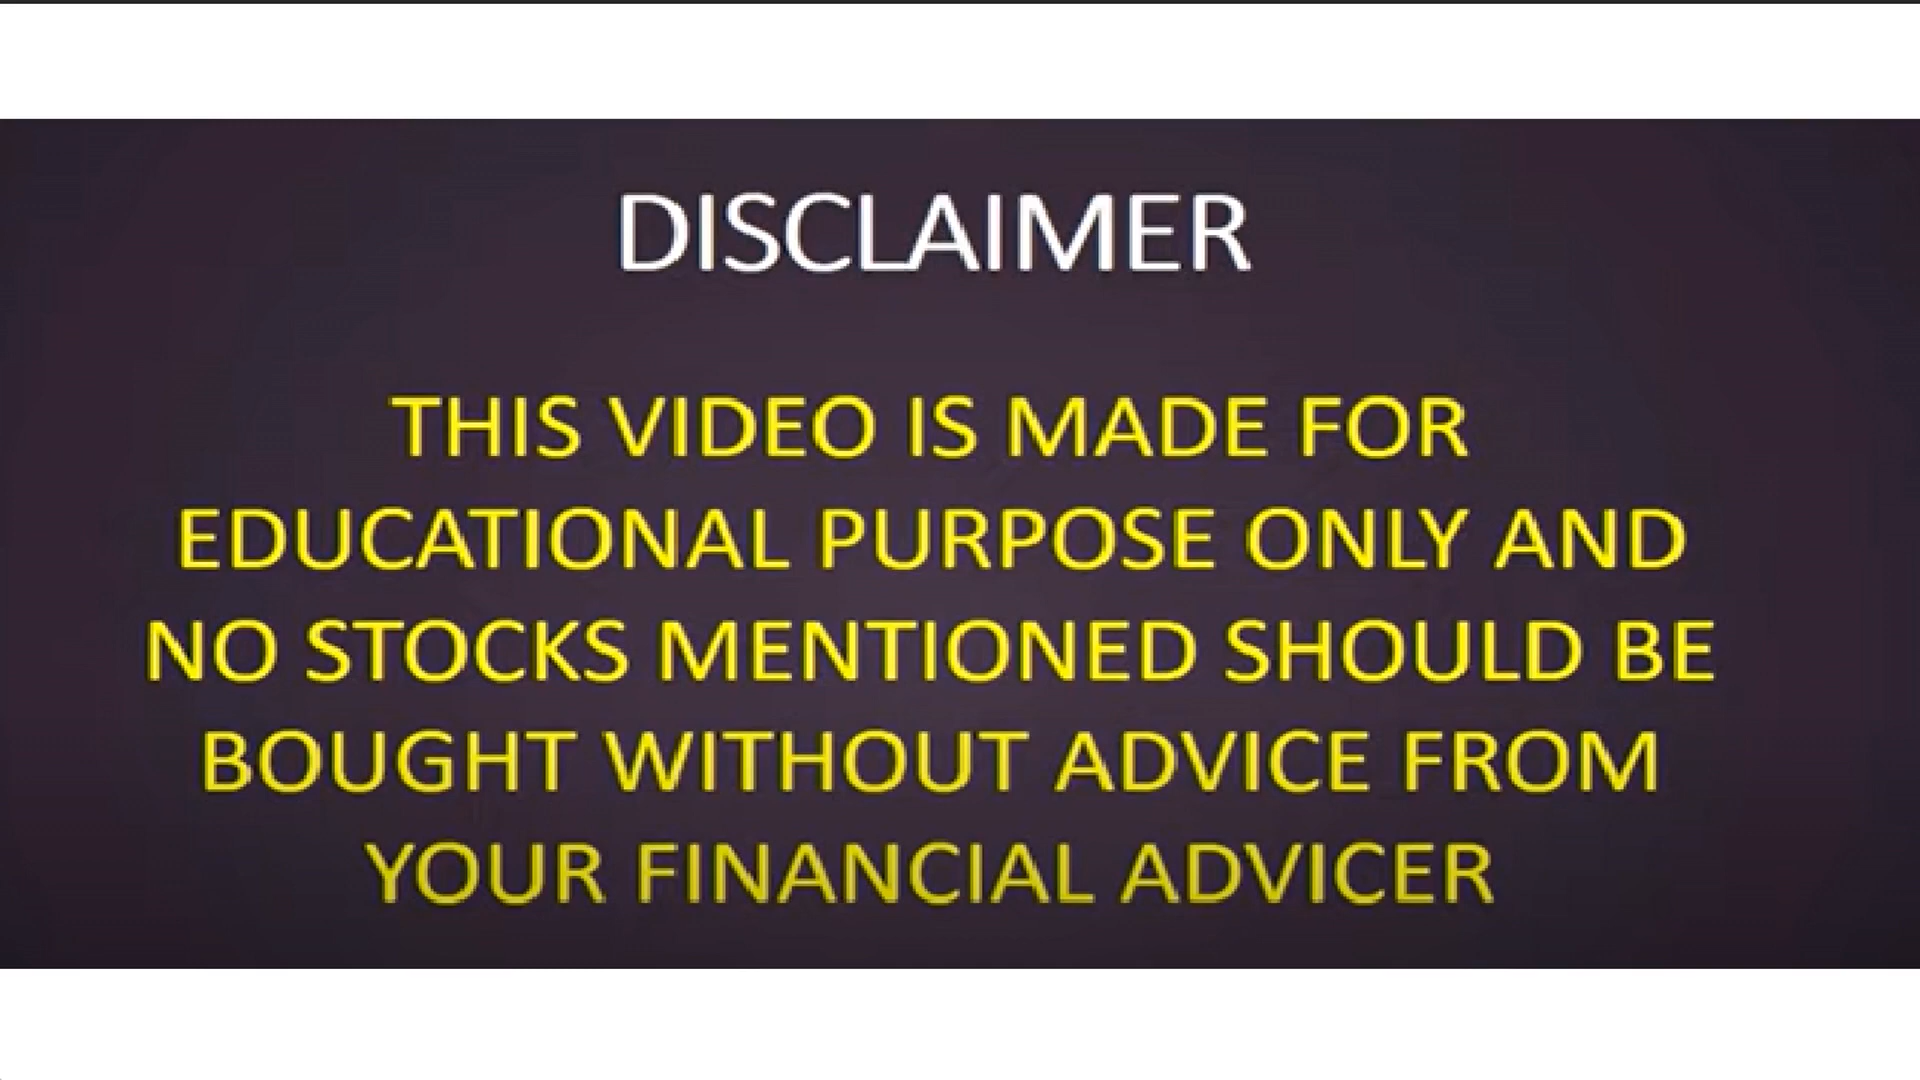 DISCLAIMER
THIS VIDEO IS MADE FOR
EDUCATIONAL PURPOSE ONLY AND
NO STOCKS MENTIONED SHOULD BE
BOUGHT WITHOUT ADVICE FROM
YOUR FINANCIAL ADVICER